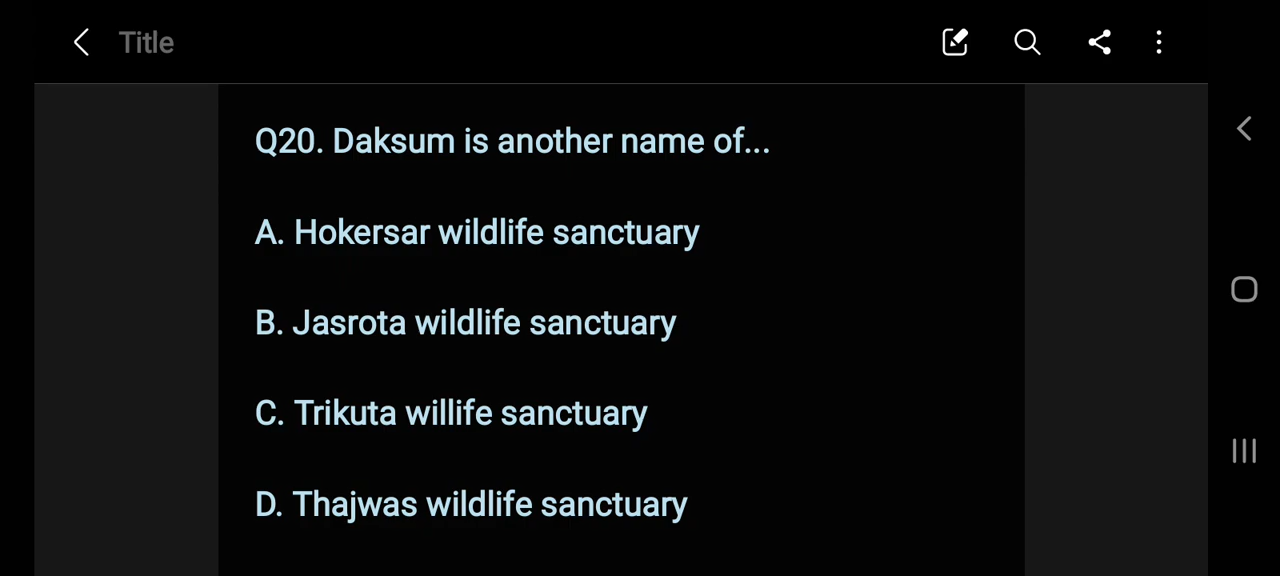 Title
Q20. Daksum is another name of...
A. Hokersar wildlife sanctuary
B. Jasrota wildlife sanctuary
C. Trikuta willife sanctuary
D. Thajwas wildlife sanctuary